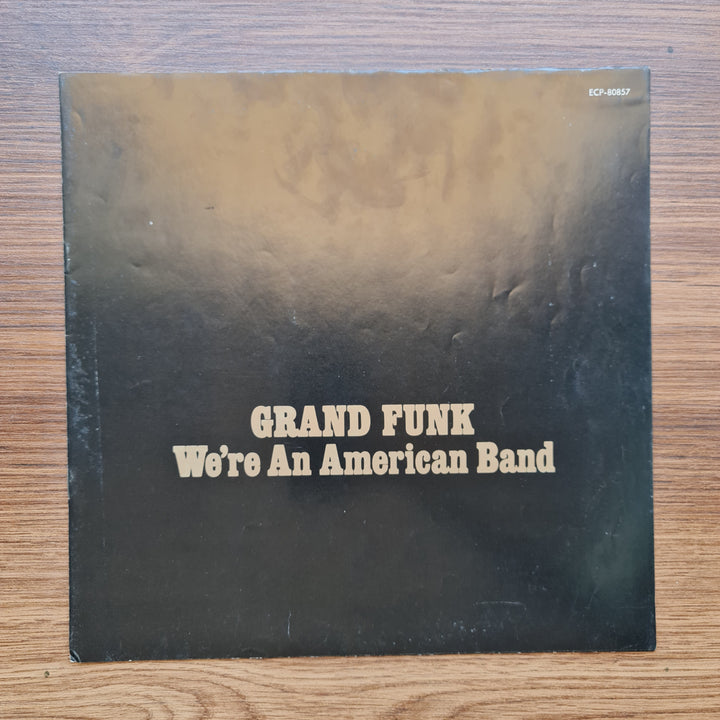 ECP-80857
GRAND FUNK
We're An American Band